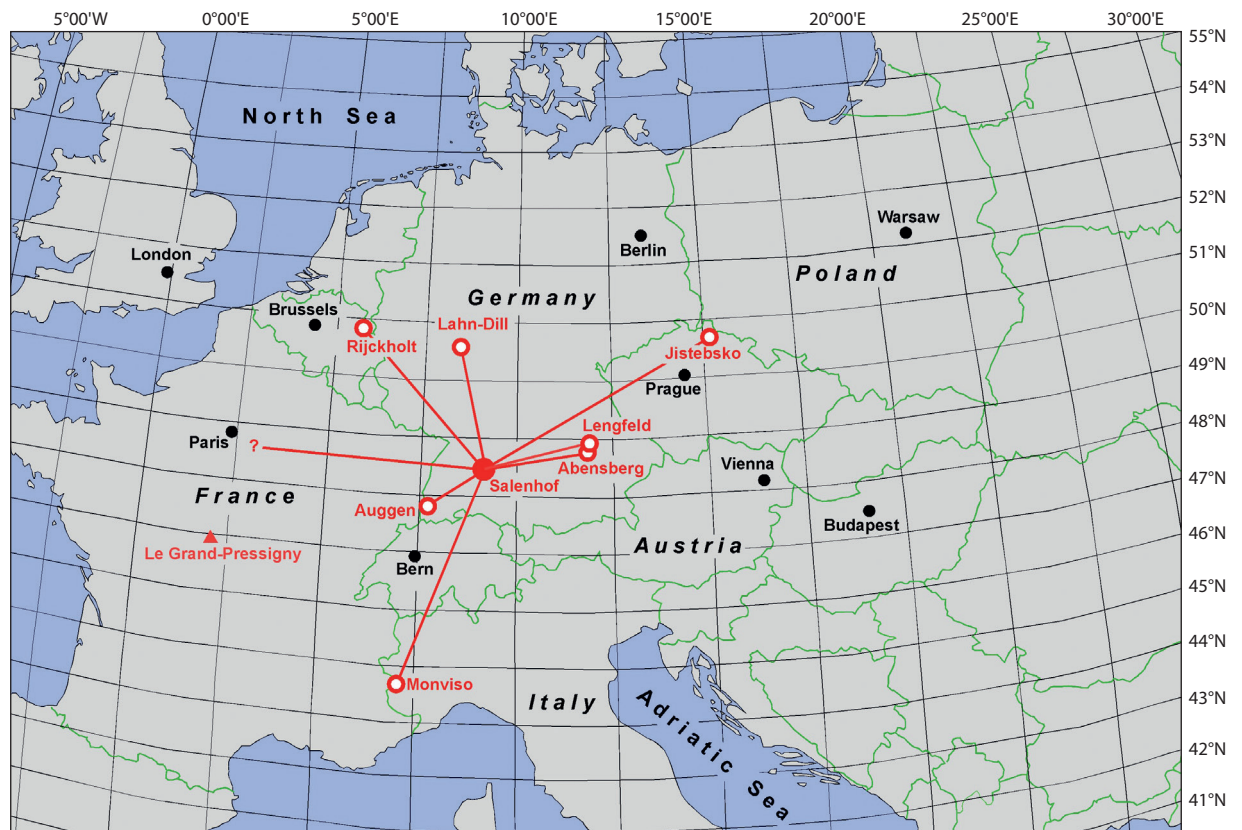 5°00'W 0°00'E 5°00'E 10°00'E 15°00'E 20°00'E 25°00'E 30°00'E
55°N
54°N
53°N
52°N
51°N
50°N
49°N
48°N
47°N
46°N
45°N
44°N
43°N
42°N
41°N
North Sea
Warsaw
London
Berlin
Poland
Germany
Brussels
Lahn-Dill
Rijckholt
Jistebsko
Prague
Lengfeld
Paris
?
Abensberg
Vienna
Salenhof
France
Auggen
Budapest
Le Grand-Pressigny
Austria
Bern
Monviso
Italy
Adriatic Sea